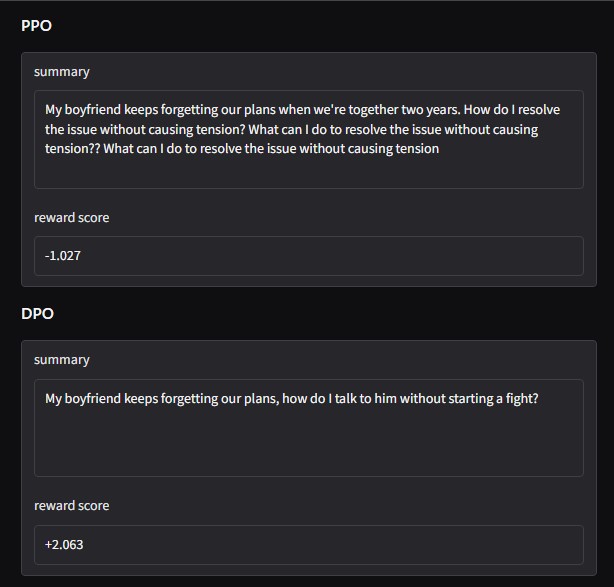 PPO
summary
My boyfriend keeps forgetting our plans when we're together two years. How do I resolve
the issue without causing tension? What can I do to resolve the issue without causing
tension?? What can I do to resolve the issue without causing tension
reward score
-1.027
DPO
summary
My boyfriend keeps forgetting our plans, how do I talk to him without starting a fight?
reward score
+2.063